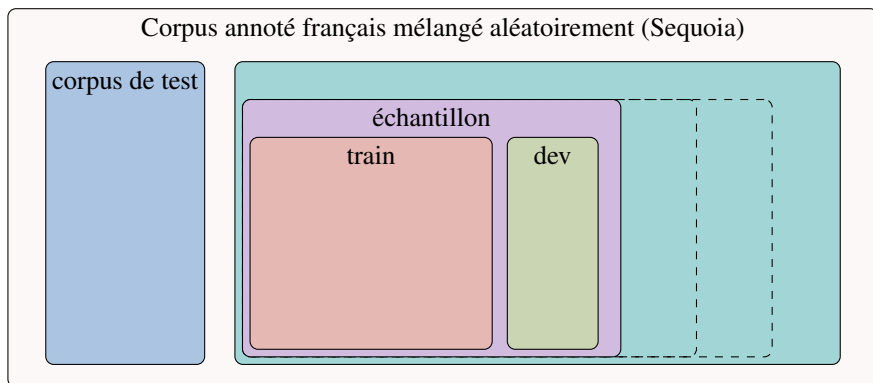 Corpus annoté français mélangé aléatoirement (Sequoia)
corpus de test
échantillon
train
dev